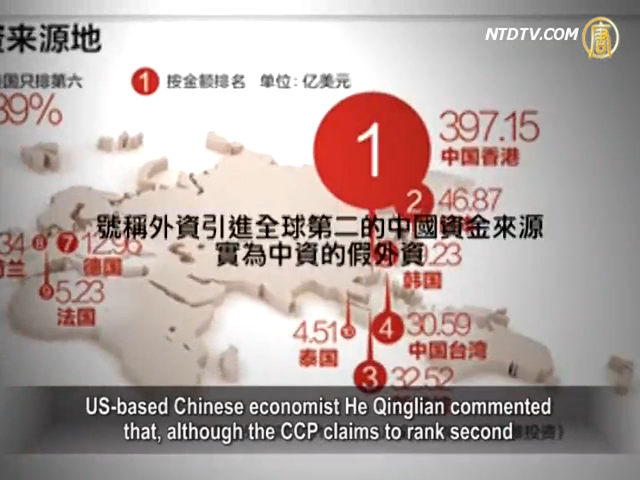 NTDTV.COM
来源地
国只排第六
39%
1 按金额排名 单位:亿美元
1
397.15
中国香港
2 46.87
號稱外資引進全球第二的中國資金來源
實為中資的假外資
8 7 12.96
德国
韩国
9 5.23
法国
4.51 10
泰国
4 30.59
中国台湾
3 32.52
US-based Chinese economist He Qinglian commented
that, although the CCP claims to rank second